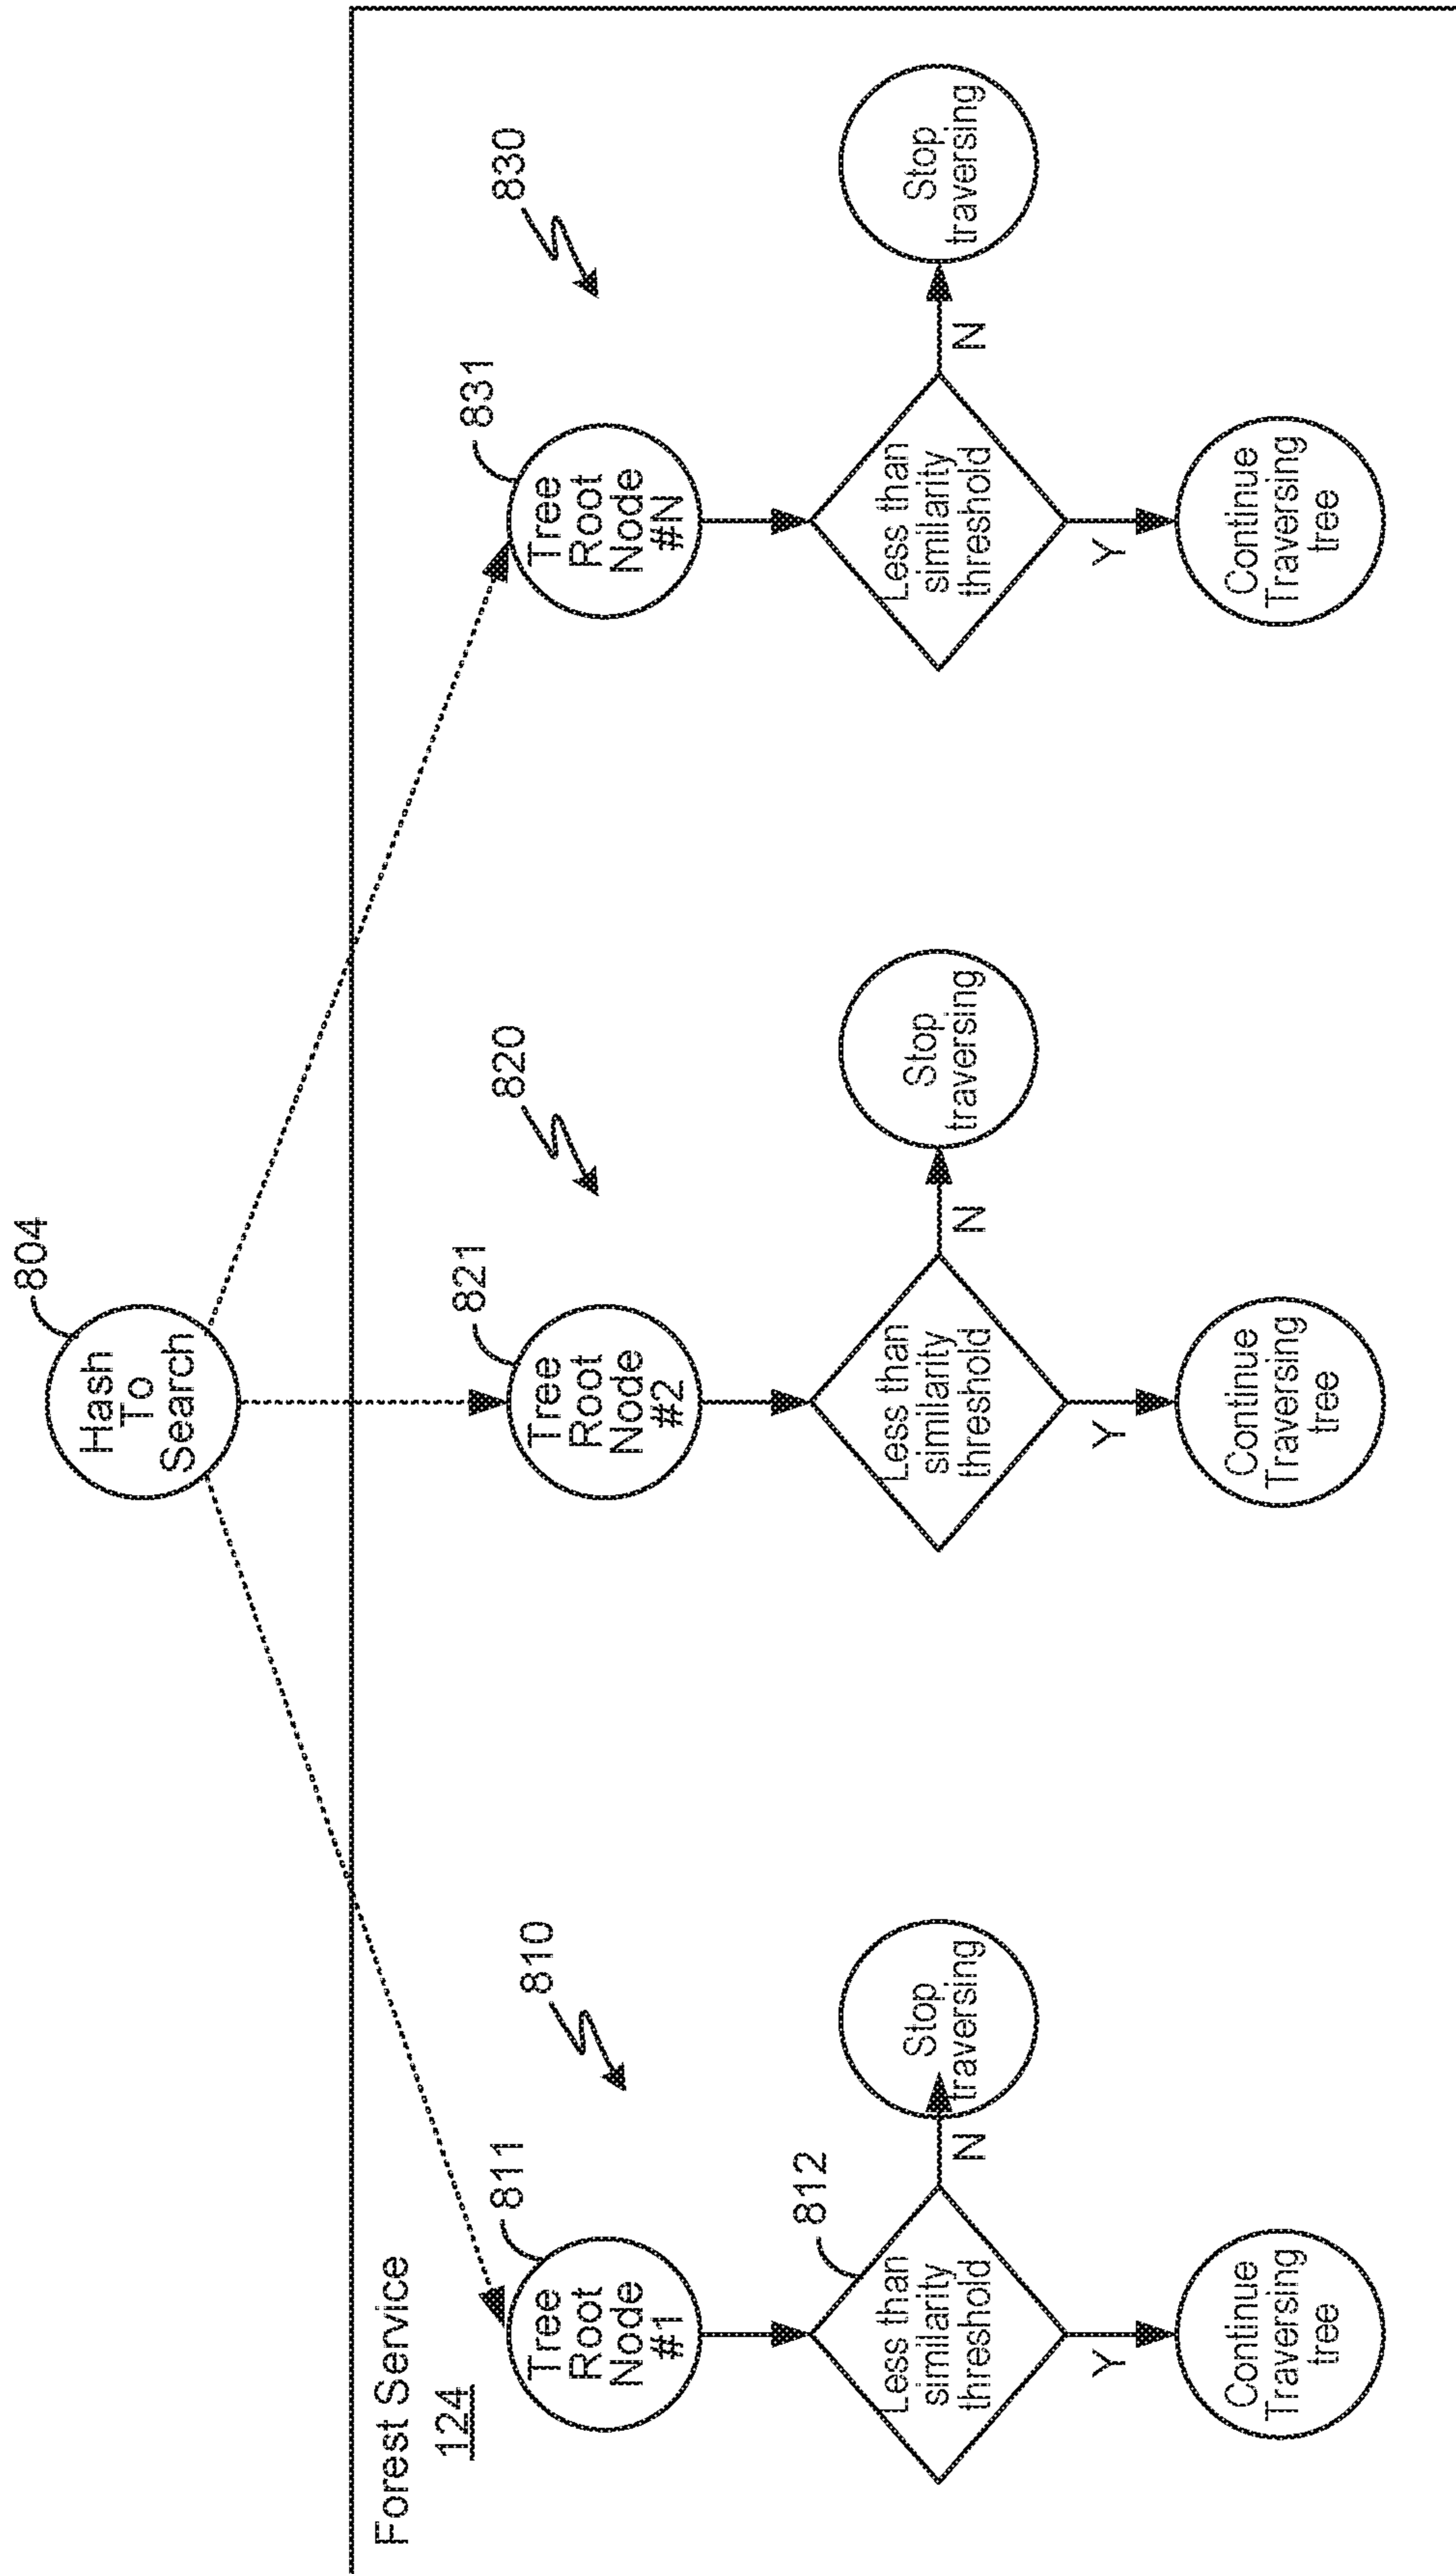 804
Hash
To
Search
Forest Service
124
810
811
Tree
Root
Node
#1
812
Less than
similarity
threshold
N
Stop
traversing
Y
Continue
Traversing
tree
820
821
Tree
Root
Node
#2
Less than
similarity
threshold
N
Stop
traversing
Y
Continue
Traversing
tree
830
831
Tree
Root
Node
#N
Less than
similarity
threshold
N
Stop
traversing
Y
Continue
Traversing
tree